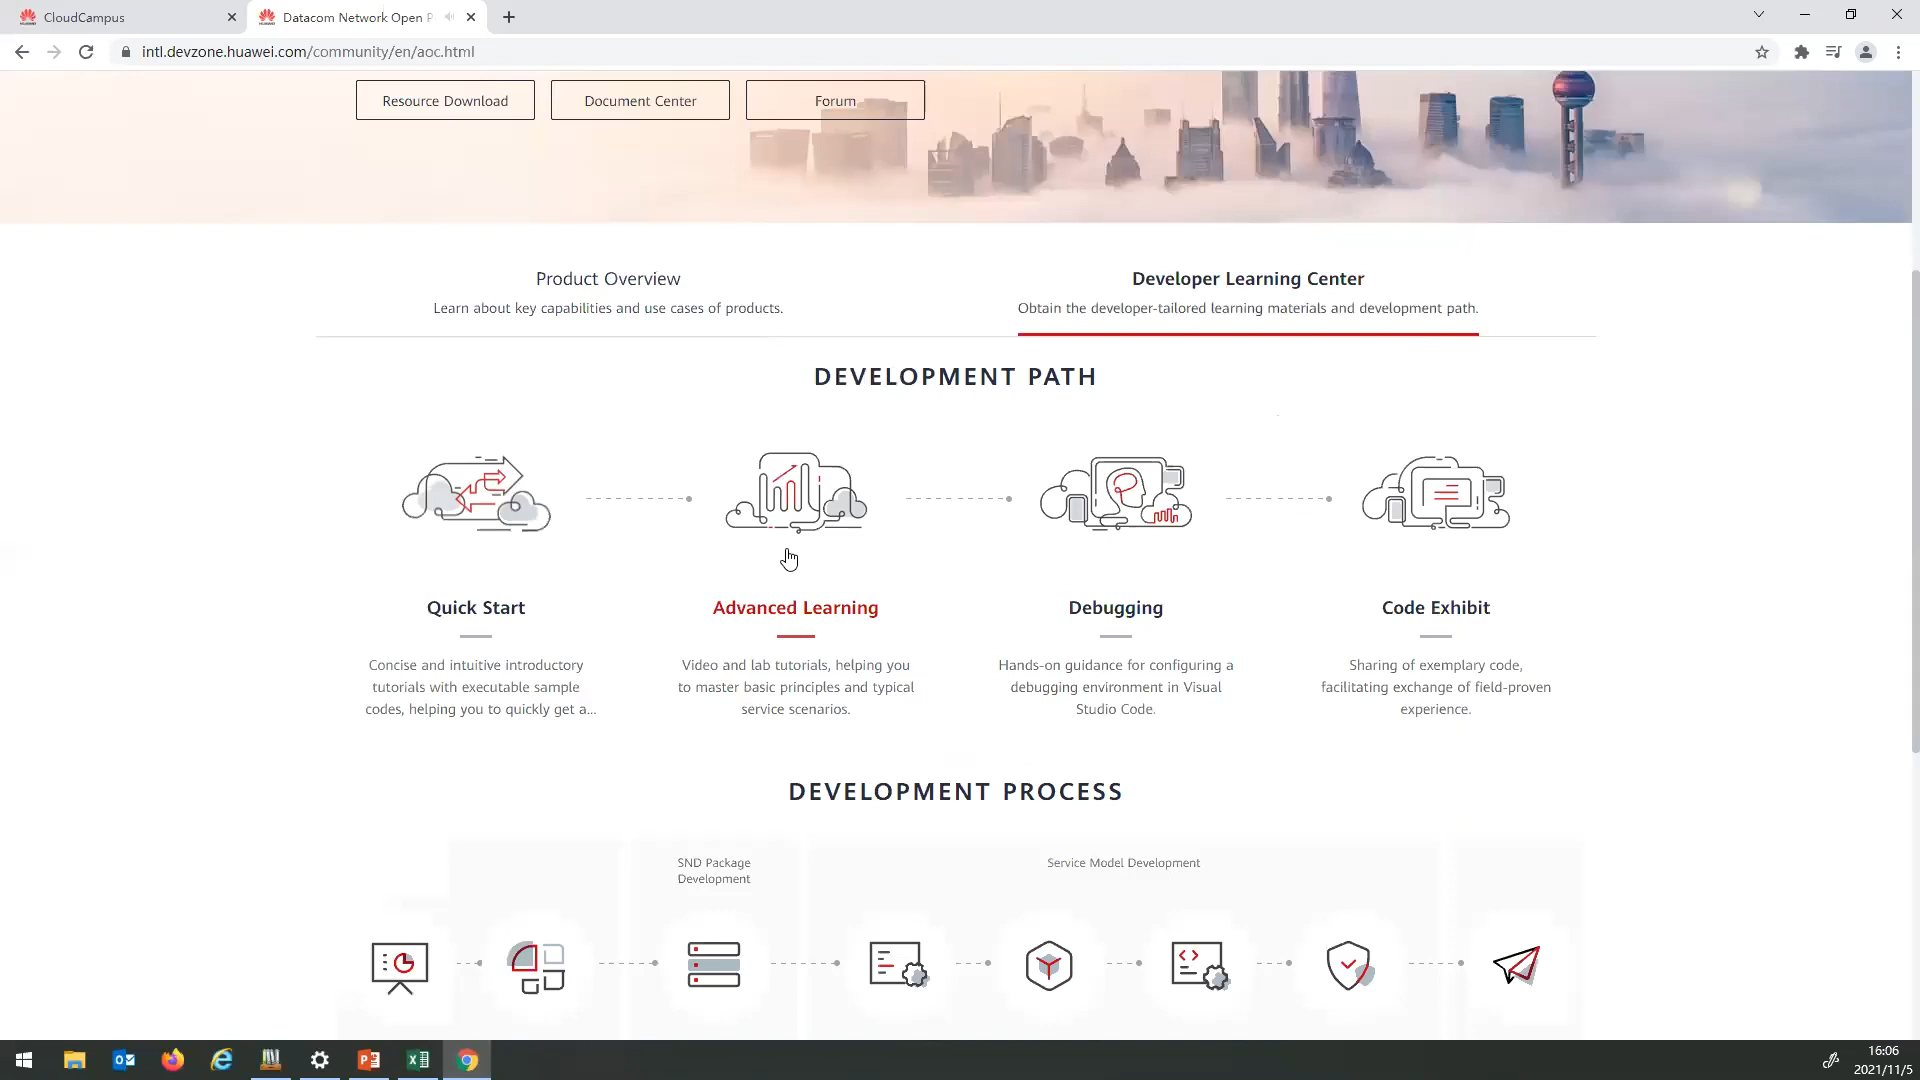 CloudCampus
Datacom Network Open P
intl.devzone.huawei.com/community/en/aoc.html
Resource Download
Document Center
Forum
Product Overview
Learn about key capabilities and use cases of products.
Developer Learning Center
Obtain the developer-tailored learning materials and development path.
DEVELOPMENT PATH
Quick Start
Concise and intuitive introductory
tutorials with executable sample
codes, helping you to quickly get a...
Advanced Learning
Video and lab tutorials, helping you
to master basic principles and typical
service scenarios.
Debugging
Hands-on guidance for configuring a
debugging environment in Visual
Studio Code.
Code Exhibit
Sharing of exemplary code,
facilitating exchange of field-proven
experience.
DEVELOPMENT PROCESS
SND Package
Development
Service Model Development
16:06
2021/11/5